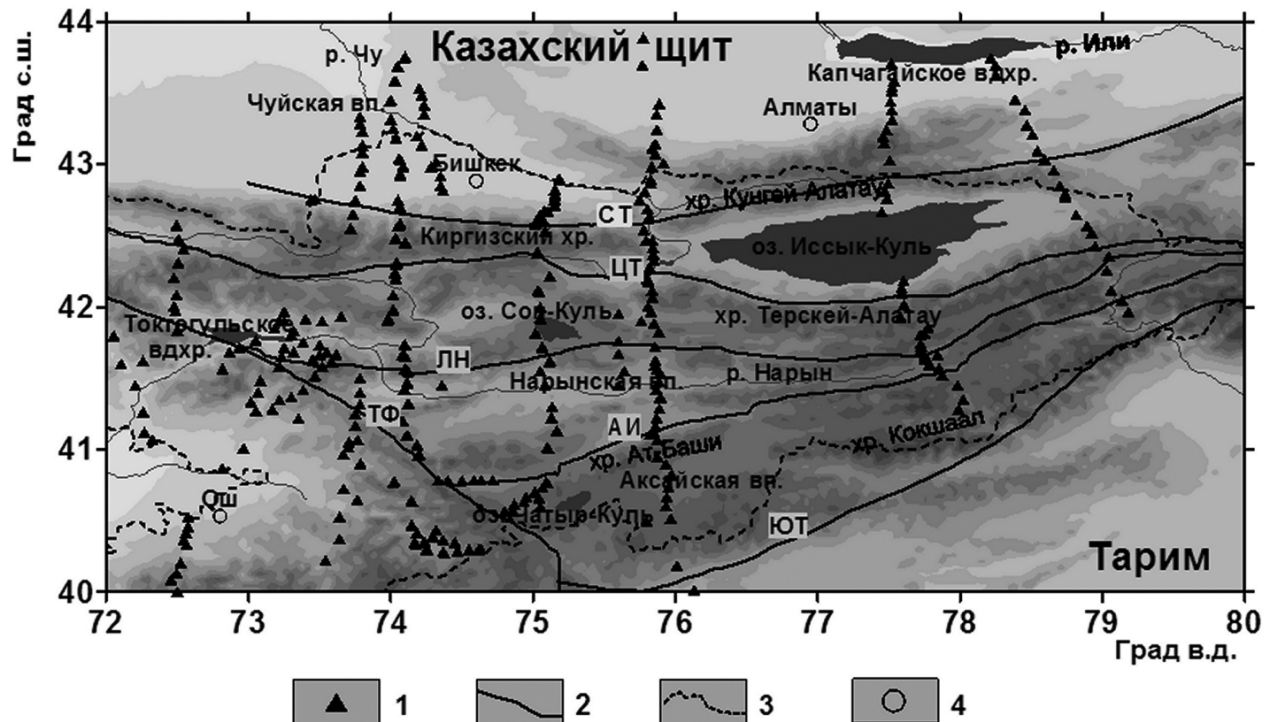 44
Казахский щит
р. Чу
р. Или
Капчагайское вдхр.
Чуйская вп.
Алматы
Град с.ш.
43
Бишкек
хр. Кунгей Алатау
СТ
Киргизский хр.
оз. Иссык-Куль
ЦТ
42
оз. Сон-Куль
хр. Терскей-Алатау
Токтогульское
вдхр.
ЛН
Нарынская вп.
р. Нарын
ТФ
АИ
41
хр. Ат-Баши
хр. Кокшаал
Аксайская вп.
Ош
оз. Чатыр-Куль
ЮТ
Тарим
40
72 73 74 75 76 77 78 79 80
Град в.д.
1 2 3 4